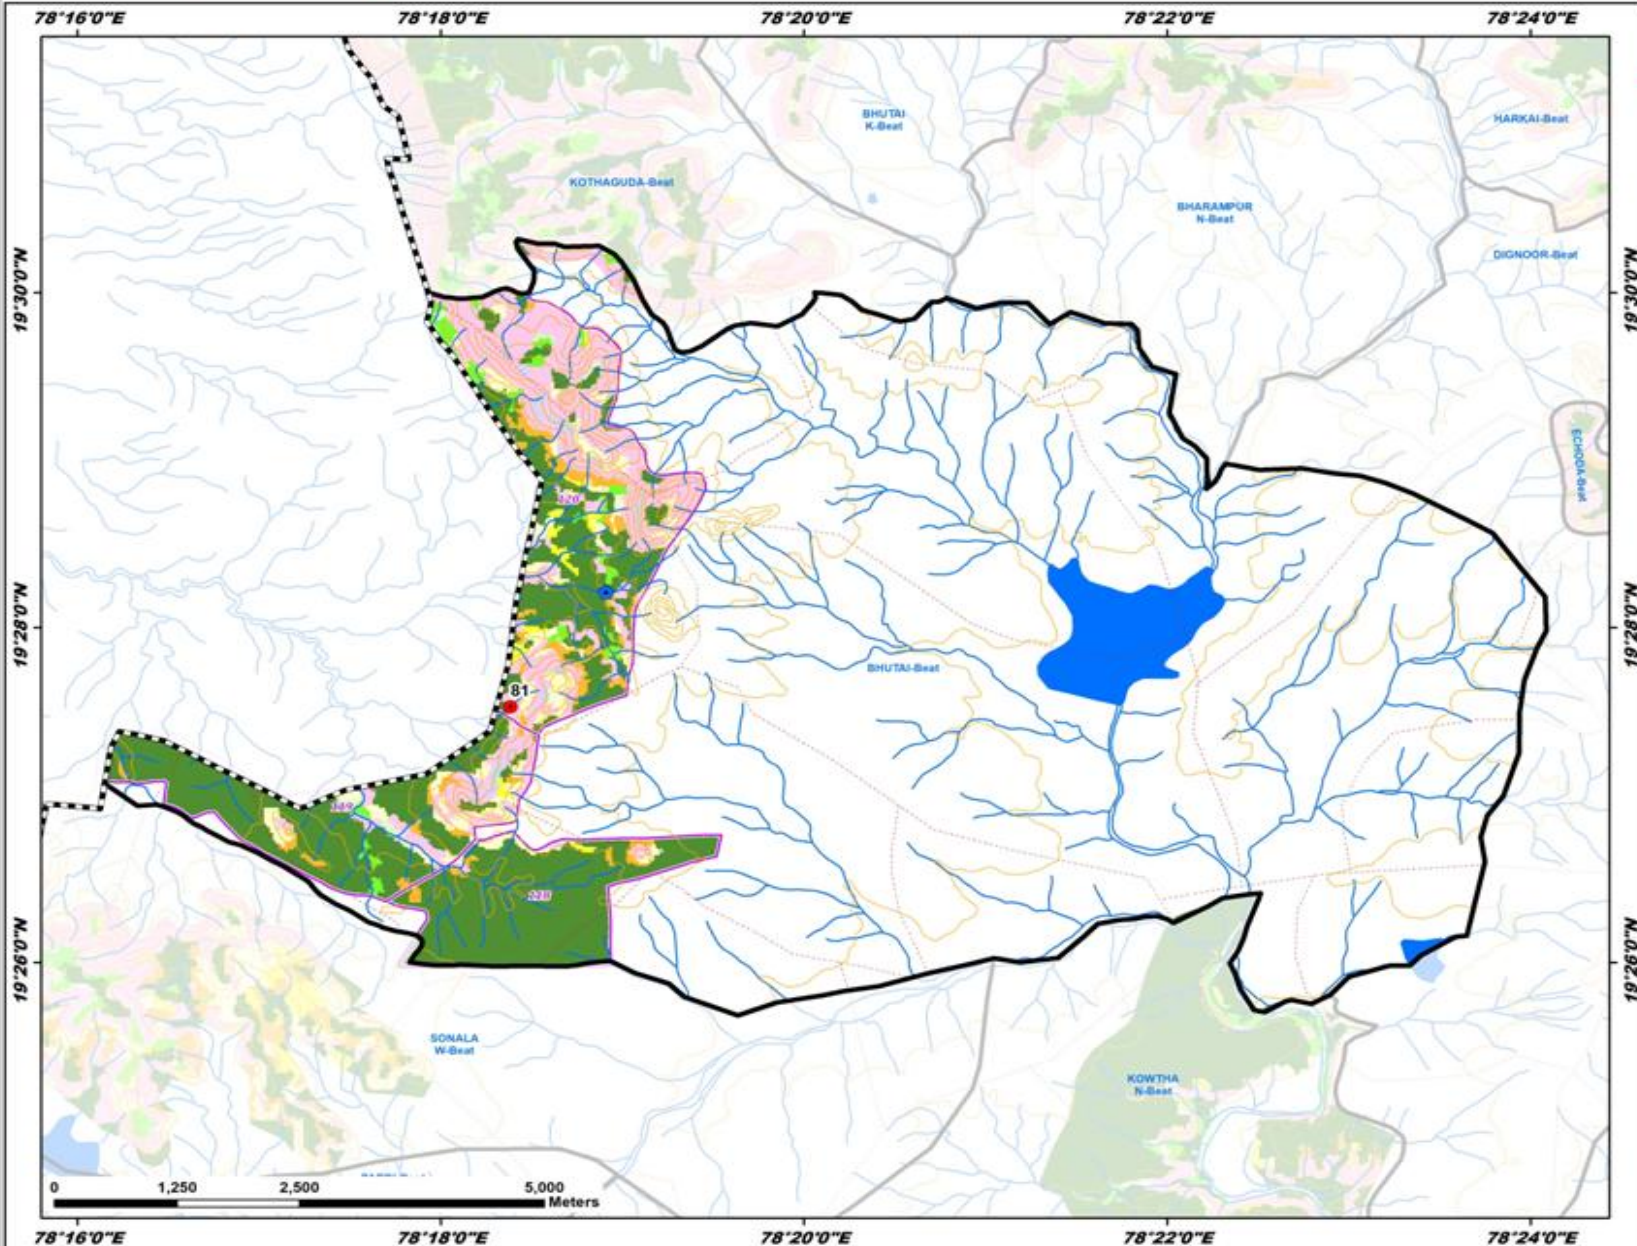 78°16'0"E 78°18'0"E 78°20'0"E 78°22'0"E 78°24'0"E
BHUTAI
K-Beat
HARKAI-Beat
KOTHAGUDA-Beat
BHARAMPUR
N-Beat
DIGNOOR-Beat
19°30'0"N 19°30'0"N
ECHODA-Beat
120
19°28'0"N 19°28'0"N
BHUTAI-Beat
81
119
128
19°26'0"N 19°26'0"N
SONALA
W-Beat
KOWTHA
N-Beat
0 1,250 2,500 5,000
Meters
78°16'0"E 78°18'0"E 78°20'0"E 78°22'0"E 78°24'0"E